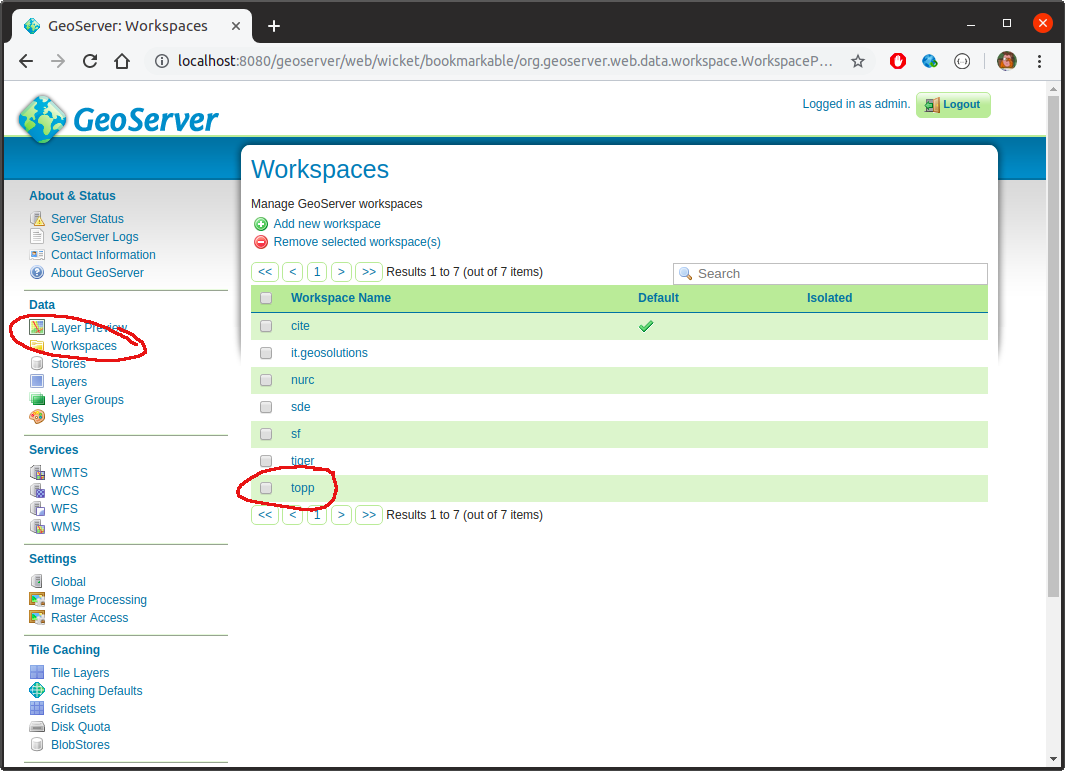 GeoServer: Workspaces
localhost:8080/geoserver/web/wicket/bookmarkable/org.geoserver.web.data.workspace.WorkspaceP...
GeoServer
Logged in as admin. Logout
About & Status
Server Status
GeoServer Logs
Contact Information
About GeoServer
Data
Layer Preview
Workspaces
Stores
Layers
Layer Groups
Styles
Services
WMTS
WCS
WFS
WMS
Settings
Global
Image Processing
Raster Access
Tile Caching
Tile Layers
Caching Defaults
Gridsets
Disk Quota
BlobStores
Workspaces
Manage GeoServer workspaces
Add new workspace
Remove selected workspace(s)
<< < 1 > >> Results 1 to 7 (out of 7 items) Search
Workspace Name Default Isolated
cite
it.geosolutions
nurc
sde
sf
tiger
topp
<< < 1 > >> Results 1 to 7 (out of 7 items)